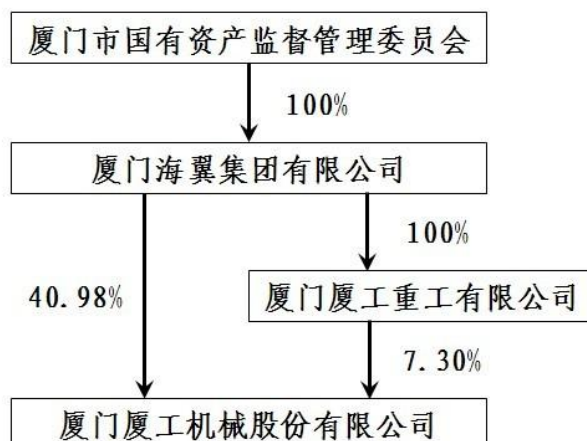 厦门市国有资产监督管理委员会
100%
厦门海翼集团有限公司
100%
40.98%
厦门厦工重工有限公司
7.30%
厦门厦工机械股份有限公司